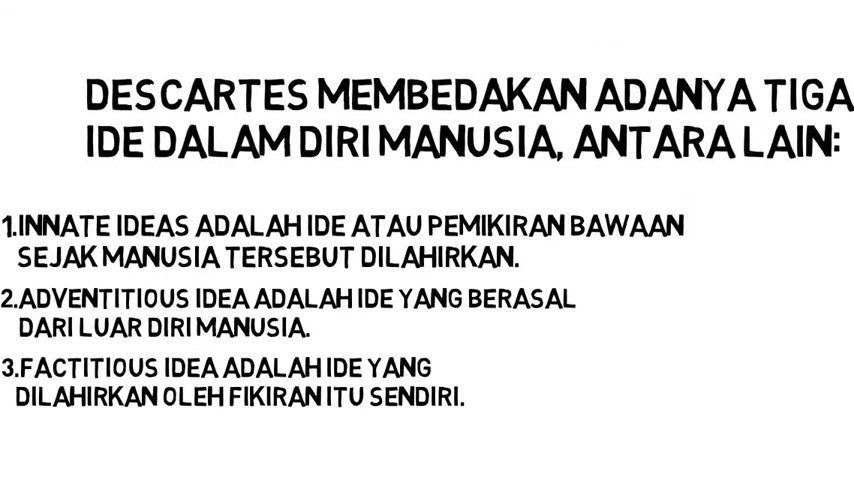 DESCARTES MEMBEDAKAN ADANYA TIGA
IDE DALAM DIRI MANUSIA, ANTARA LAIN:
1.INNATE IDEAS ADALAH IDE ATAU PEMIKIRAN BAWAAN
SEJAK MANUSIA TERSEBUT DILAHIRKAN.
2.ADVENTITIOUS IDEA ADALAH IDE YANG BERASAL
DARI LUAR DIRI MANUSIA.
3.FACTITIOUS IDEA ADALAH IDE YANG
DILAHIRKAN OLEH FIKIRAN ITU SENDIRI.